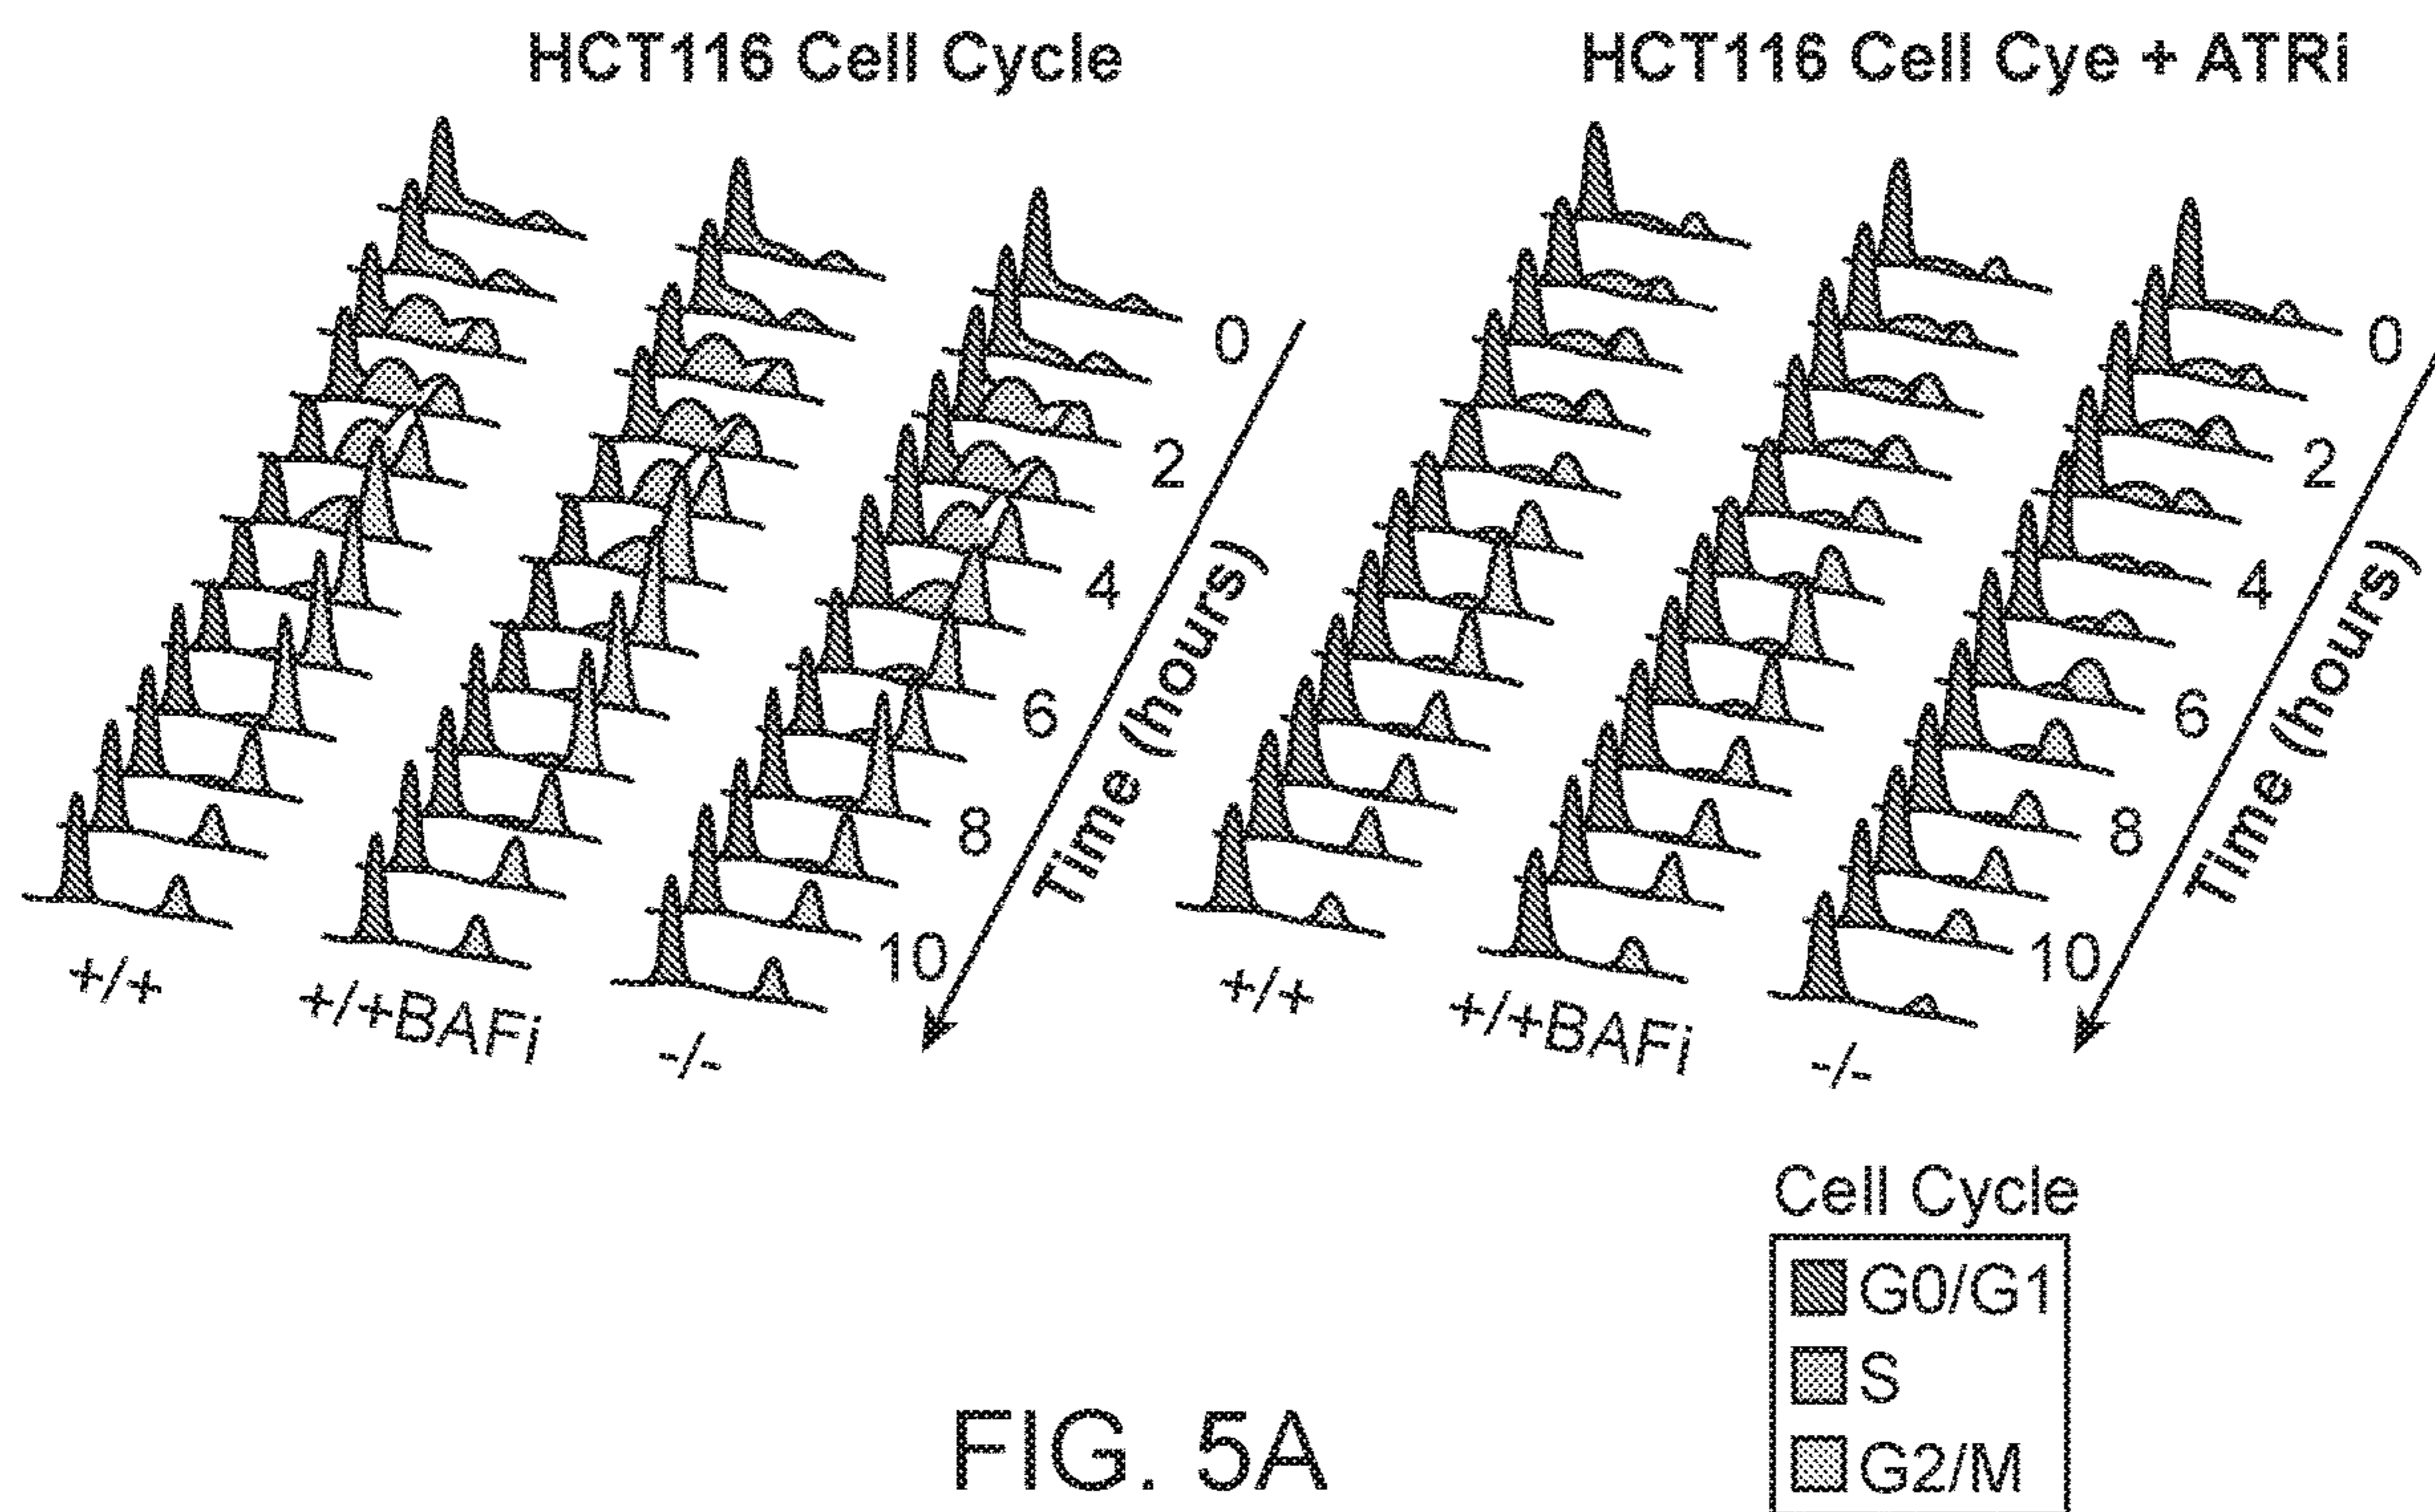 HCT116 Cell Cycle
HCT116 Cell Cye + ATRi
0
2
4
6
8
10
Time (hours)
+/+
+/+BAFi
-/-
0
2
4
6
8
10
Time (hours)
+/+
+/+BAFi
-/-
Cell Cycle
G0/G1
S
G2/M
FIG. 5A